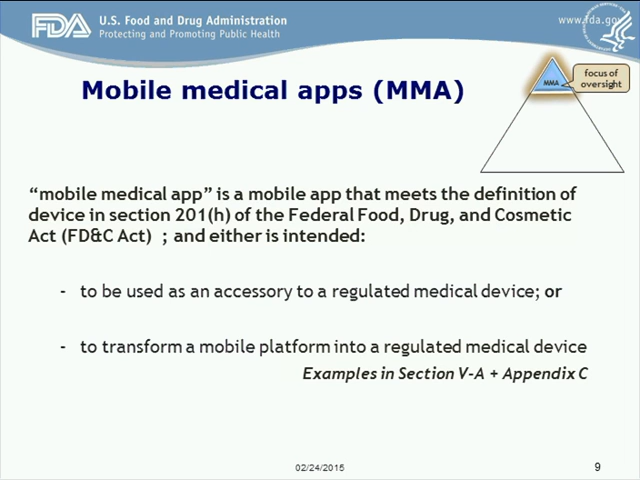 FDA U.S. Food and Drug Administration
Protecting and Promoting Public Health
www.fda.gov
Mobile medical apps (MMA)
MMA
focus of
oversight
“mobile medical app” is a mobile app that meets the definition of
device in section 201(h) of the Federal Food, Drug, and Cosmetic
Act (FD&C Act) ; and either is intended:
- to be used as an accessory to a regulated medical device; or
- to transform a mobile platform into a regulated medical device
Examples in Section V-A + Appendix C
02/24/2015
9